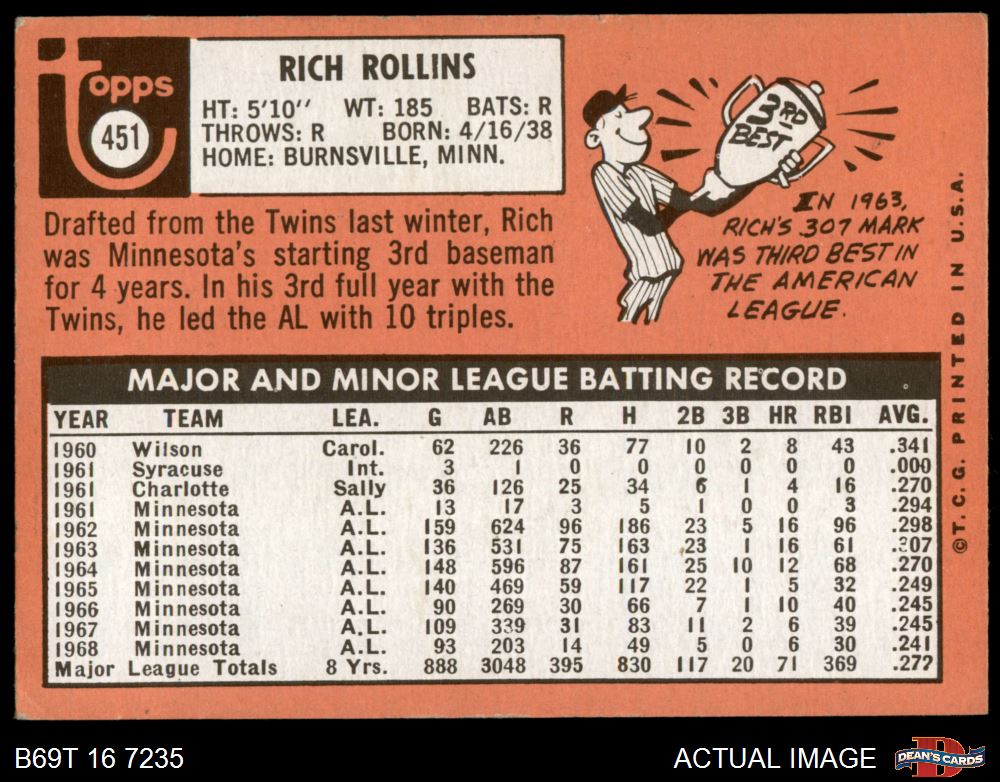 Topps
451
RICH ROLLINS
HT: 5'10'' WT: 185 BATS: R
THROWS: R BORN: 4/16/38
HOME: BURNSVILLE, MINN.
3RD
BEST
IN 1963,
RICH'S .307 MARK
WAS THIRD BEST IN
THE AMERICAN
LEAGUE.
Drafted from the Twins last winter, Rich
was Minnesota's starting 3rd baseman
for 4 years. In his 3rd full year with the
Twins, he led the AL with 10 triples.
MAJOR AND MINOR LEAGUE BATTING RECORD
YEAR TEAM LEA. G AB R H 2B 3B HR RBI AVG.
1960 Wilson Carol. 62 226 36 77 10 2 8 43 .341
1961 Syracuse Int. 3 1 0 0 0 0 0 0 .000
1961 Charlotte Sally 36 126 25 34 6 1 4 16 .270
1961 Minnesota A.L. 13 17 3 5 1 0 0 3 .294
1962 Minnesota A.L. 159 624 96 186 23 5 16 96 .298
1963 Minnesota A.L. 136 531 75 163 23 1 16 61 .307
1964 Minnesota A.L. 148 596 87 161 25 10 12 68 .270
1965 Minnesota A.L. 140 469 59 117 22 1 5 32 .249
1966 Minnesota A.L. 90 269 30 66 7 1 10 40 .245
1967 Minnesota A.L. 109 339 31 83 11 2 6 39 .245
1968 Minnesota A.L. 93 203 14 49 5 0 6 30 .241
Major League Totals 8 Yrs. 888 3048 395 830 117 20 71 369 .272
©T.C.G. PRINTED IN U.S.A.
B69T 16 7235
ACTUAL IMAGE
D
DEAN'S CARDS